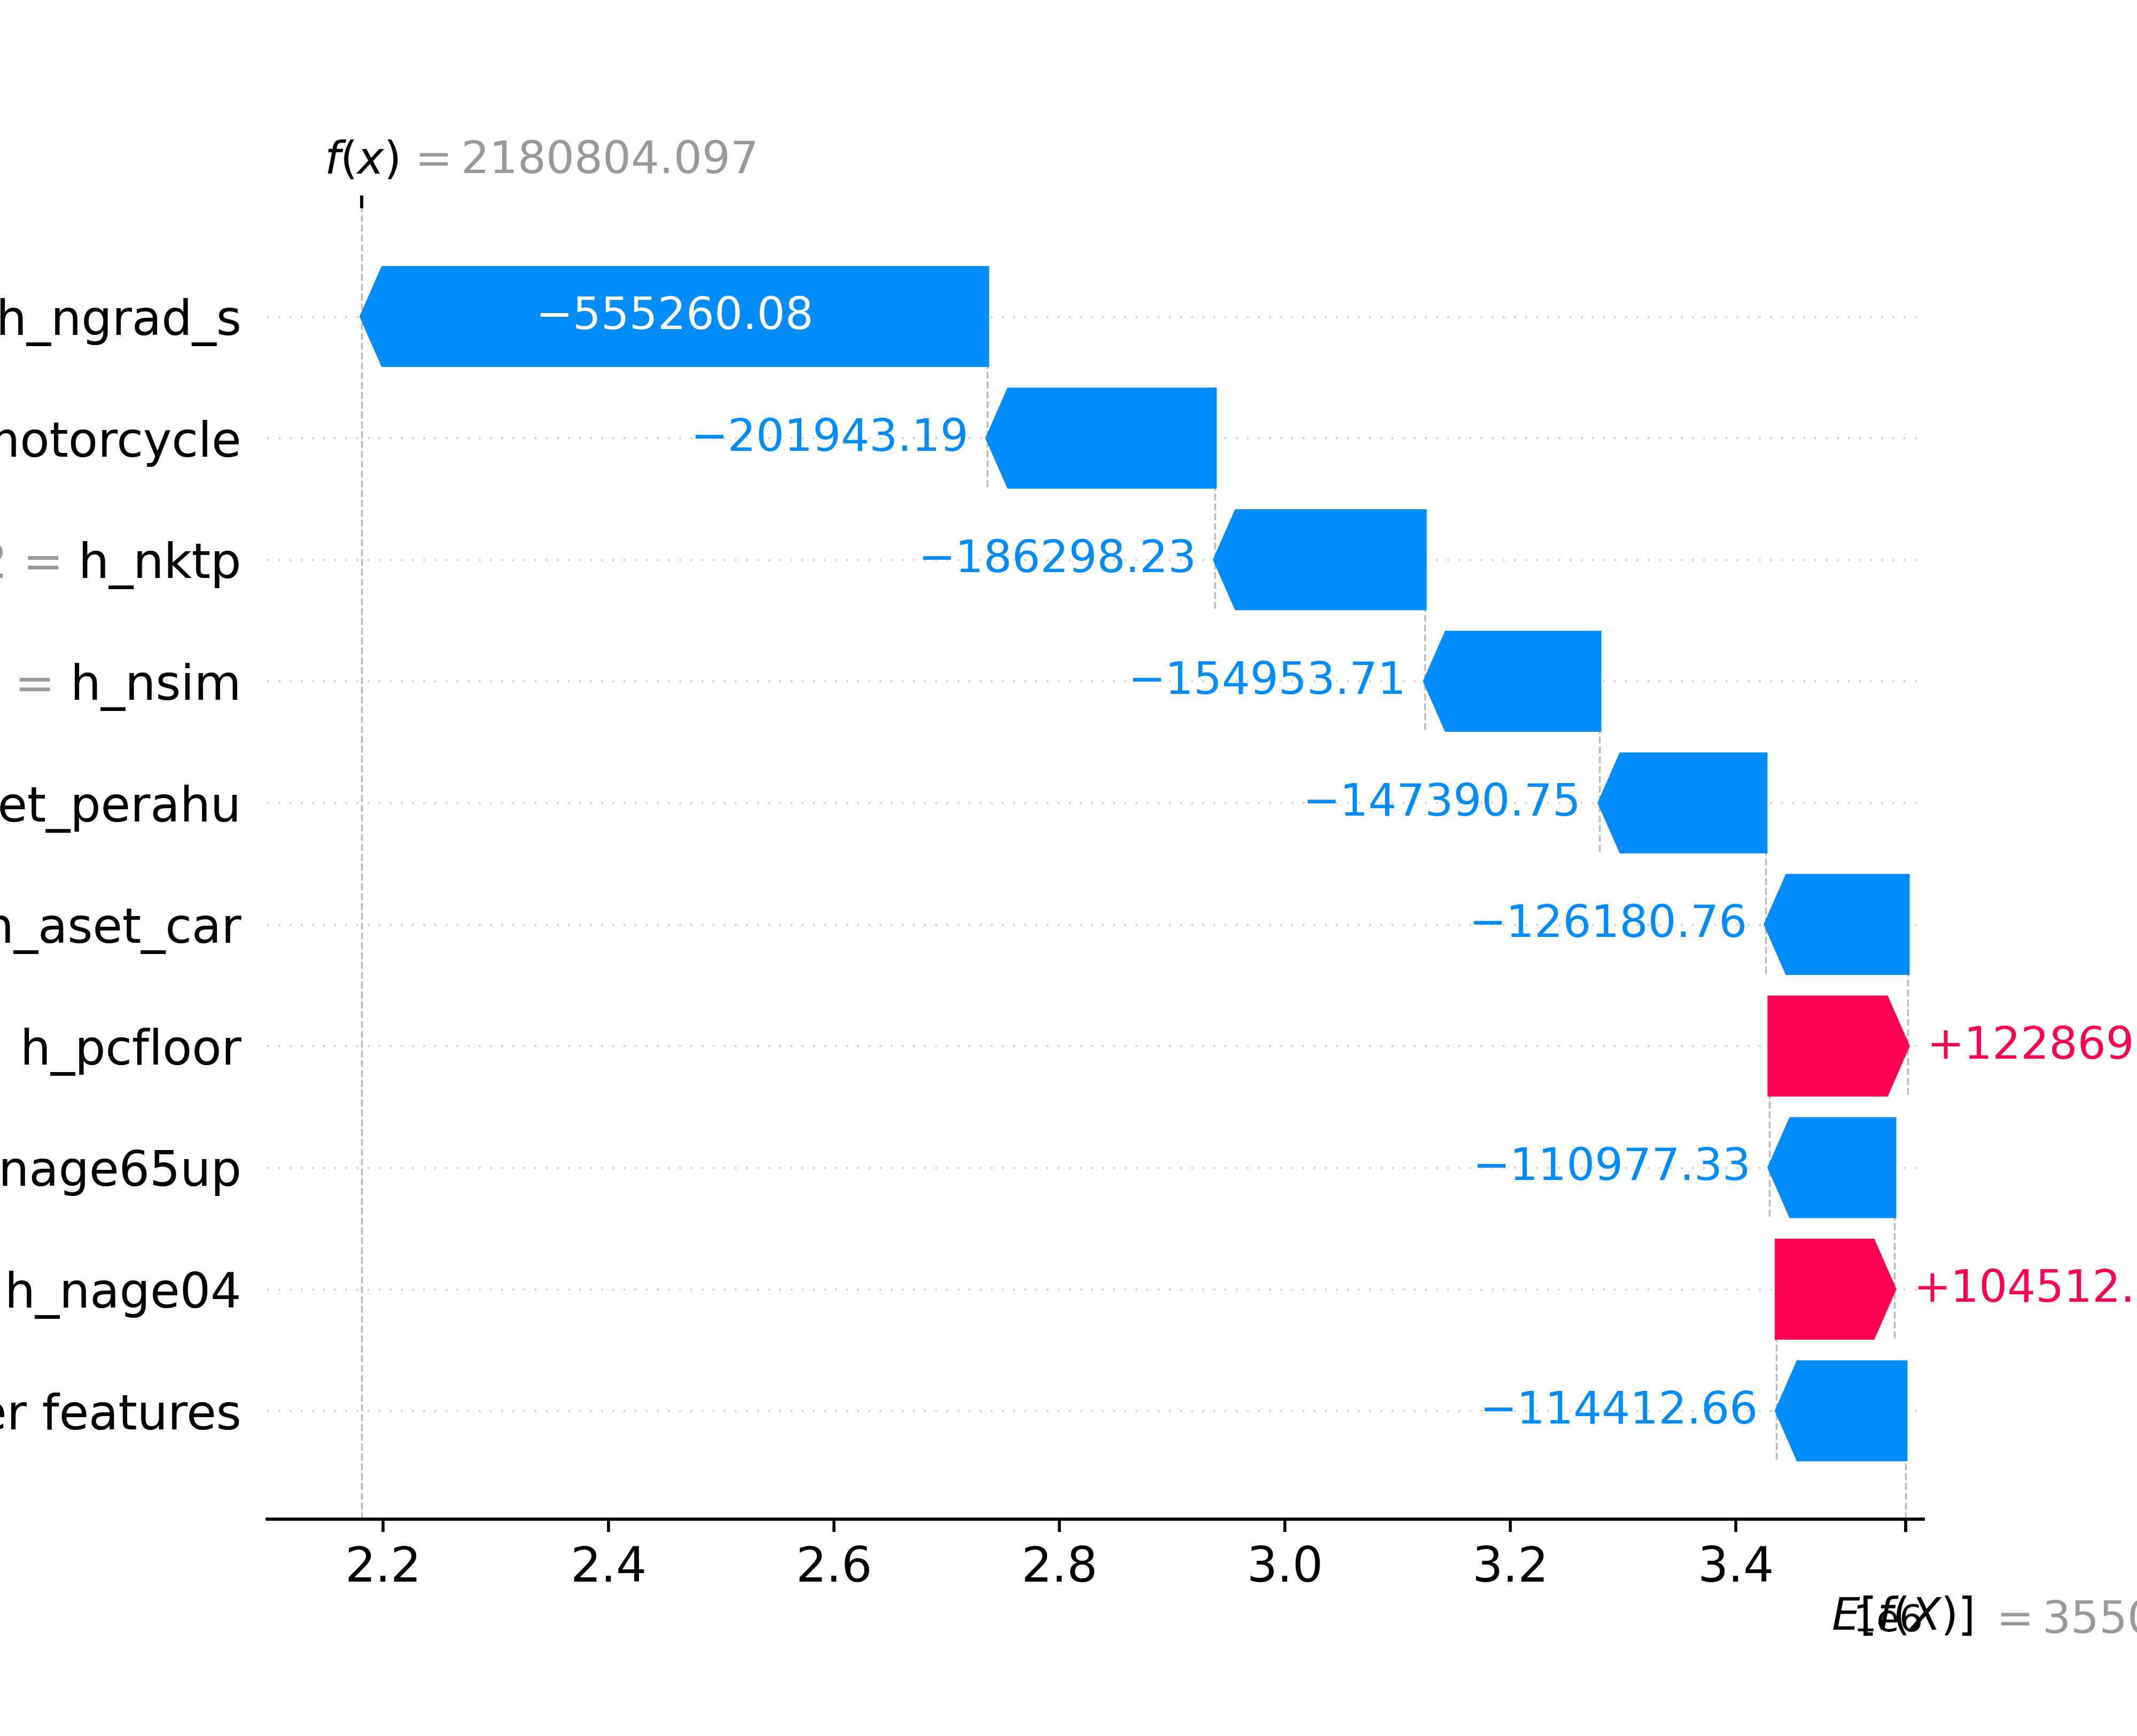 f(x) = 2180804.097
h_ngrad_s
−555260.08
motorcycle
−201943.19
= h_nktp
−186298.23
= h_nsim
−154953.71
et_perahu
−147390.75
h_aset_car
−126180.76
h_pcfloor
+122869
nage65up
−110977.33
h_nage04
+104512.
er features
−114412.66
2.2 2.4 2.6 2.8 3.0 3.2 3.4
1e6
E[f(X)] = 3550